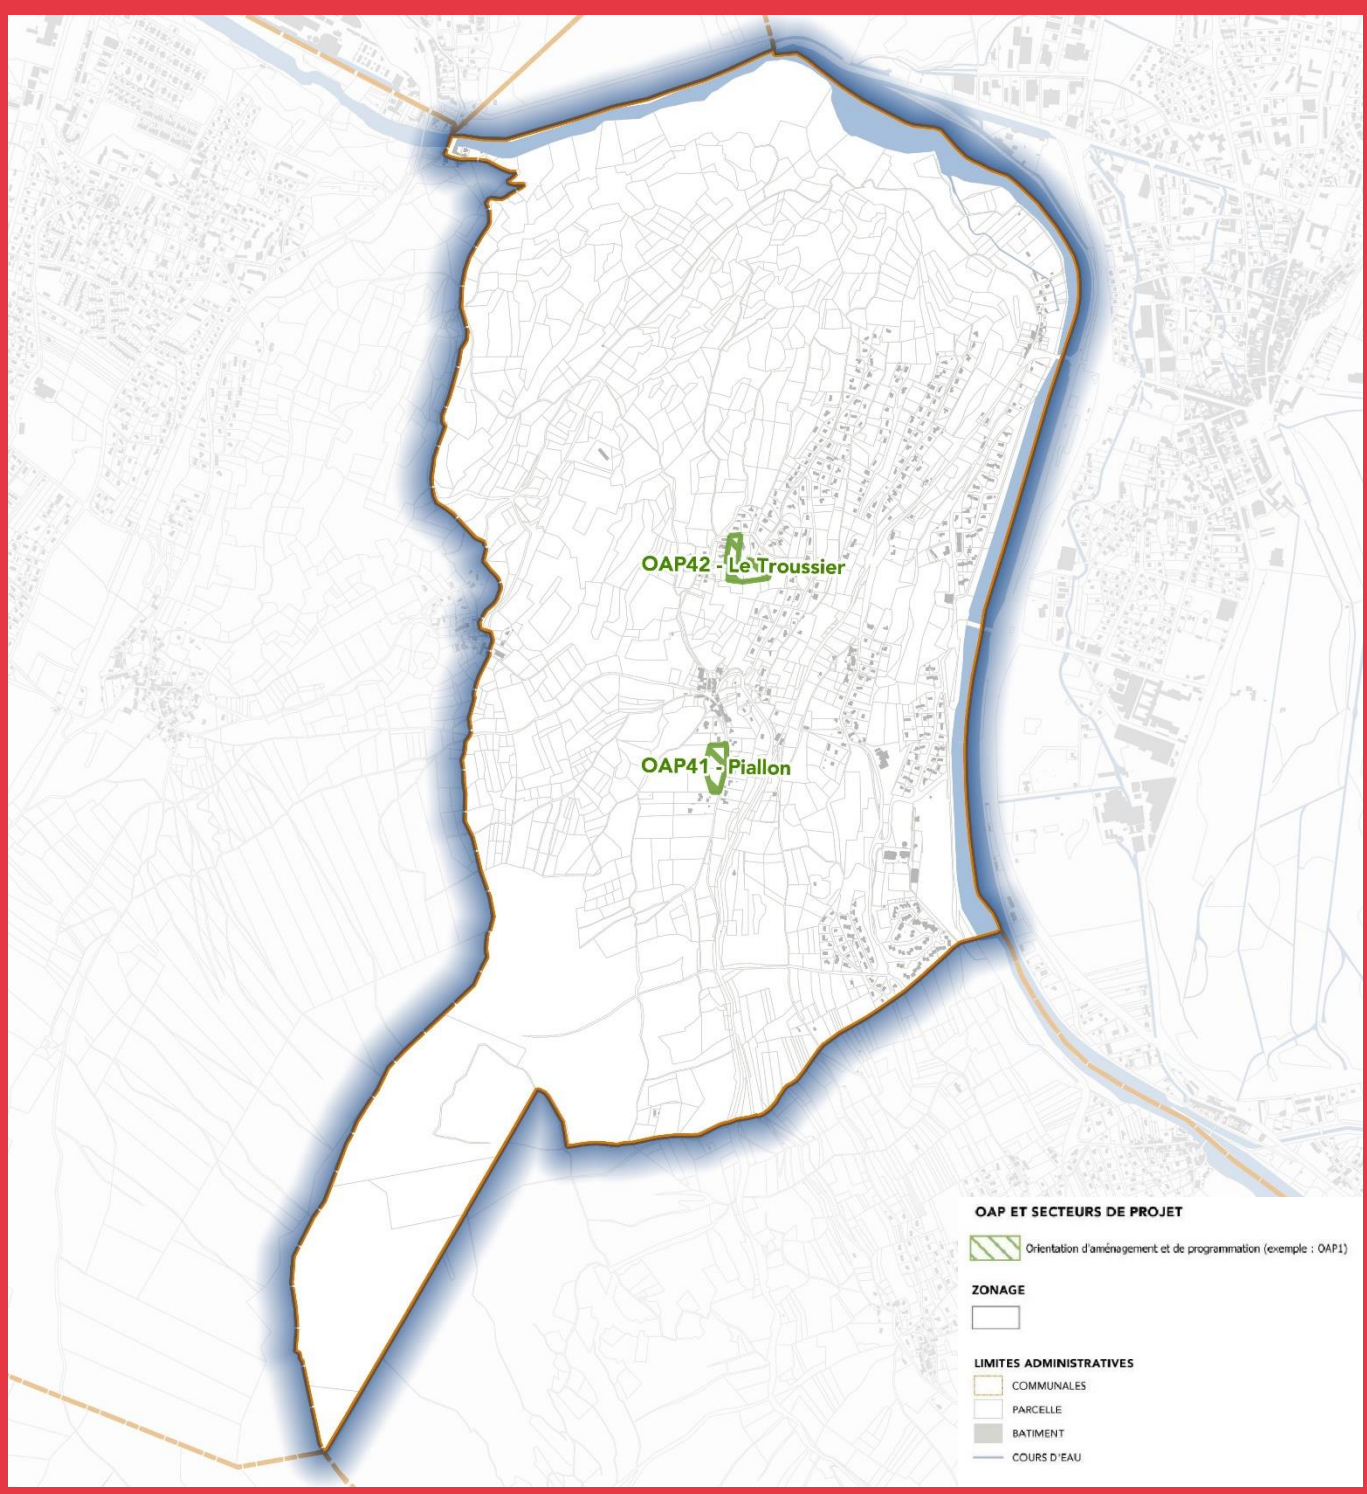 OAP42 - Le Troussier
OAP41 - Piallon
OAP ET SECTEURS DE PROJET
Orientation d'aménagement et de programmation (exemple : OAP1)
ZONAGE
LIMITES ADMINISTRATIVES
COMMUNALES
PARCELLE
BATIMENT
COURS D'EAU